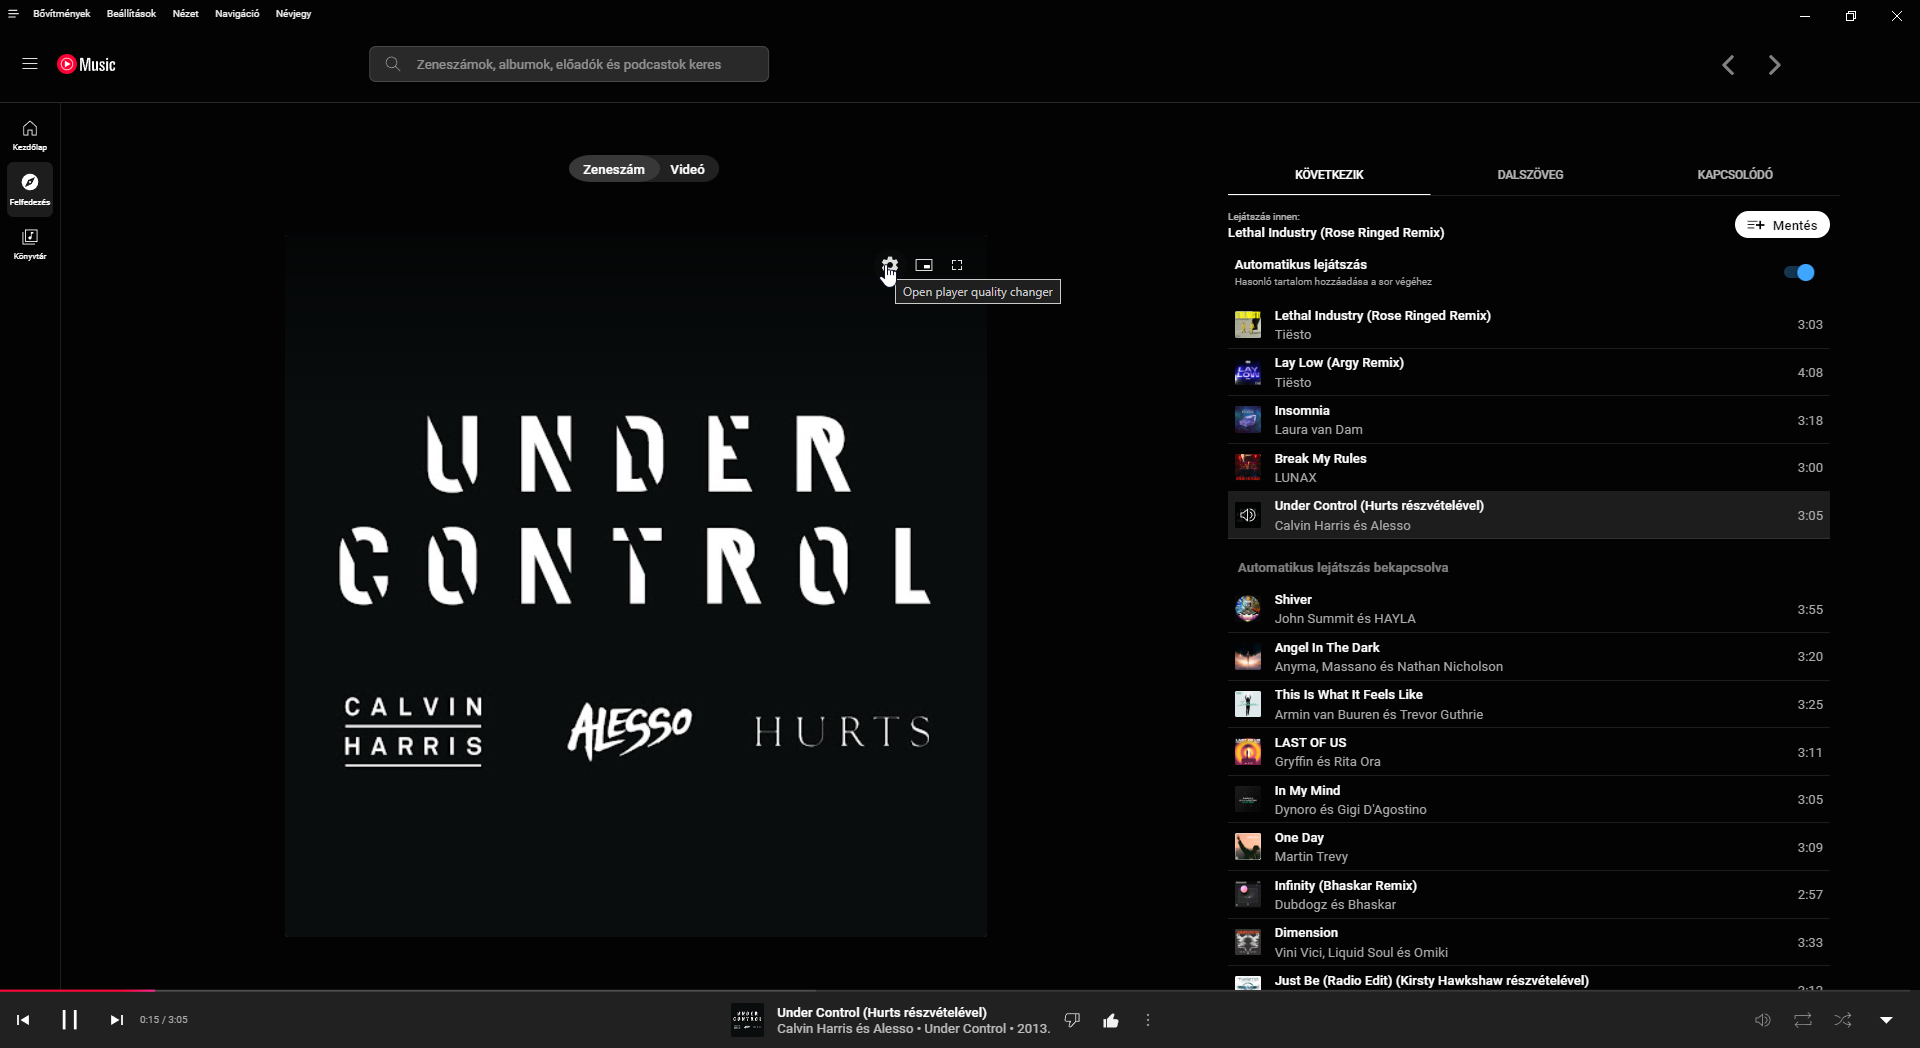 Bővítmények Beállítások Nézet Navigáció Névjegy
Music
Zeneszámok, albumok, előadók és podcastok keres
Kezdőlap
Felfedezés
Könyvtár
Zeneszám Videó
Open player quality changer
UNDER
CONTROL
CALVIN
HARRIS
ALESSO
HURTS
KÖVETKEZIK DALSZÖVEG KAPCSOLÓDÓ
Lejátszás innen:
Lethal Industry (Rose Ringed Remix)
Mentés
Automatikus lejátszás
Hasonló tartalom hozzáadása a sor végéhez
Lethal Industry (Rose Ringed Remix)
Tiësto
3:03
Lay Low (Argy Remix)
Tiësto
4:08
Insomnia
Laura van Dam
3:18
Break My Rules
LUNAX
3:00
Under Control (Hurts részvételével)
Calvin Harris és Alesso
3:05
Automatikus lejátszás bekapcsolva
Shiver
John Summit és HAYLA
3:55
Angel In The Dark
Anyma, Massano és Nathan Nicholson
3:20
This Is What It Feels Like
Armin van Buuren és Trevor Guthrie
3:25
LAST OF US
Gryffin és Rita Ora
3:11
In My Mind
Dynoro és Gigi D'Agostino
3:05
One Day
Martin Trevy
3:09
Infinity (Bhaskar Remix)
Dubdogz és Bhaskar
2:57
Dimension
Vini Vici, Liquid Soul és Omiki
3:33
Just Be (Radio Edit) (Kirsty Hawkshaw részvételével)
0:15 / 3:05
UNDER
CONTROL
Under Control (Hurts részvételével)
Calvin Harris és Alesso • Under Control • 2013.